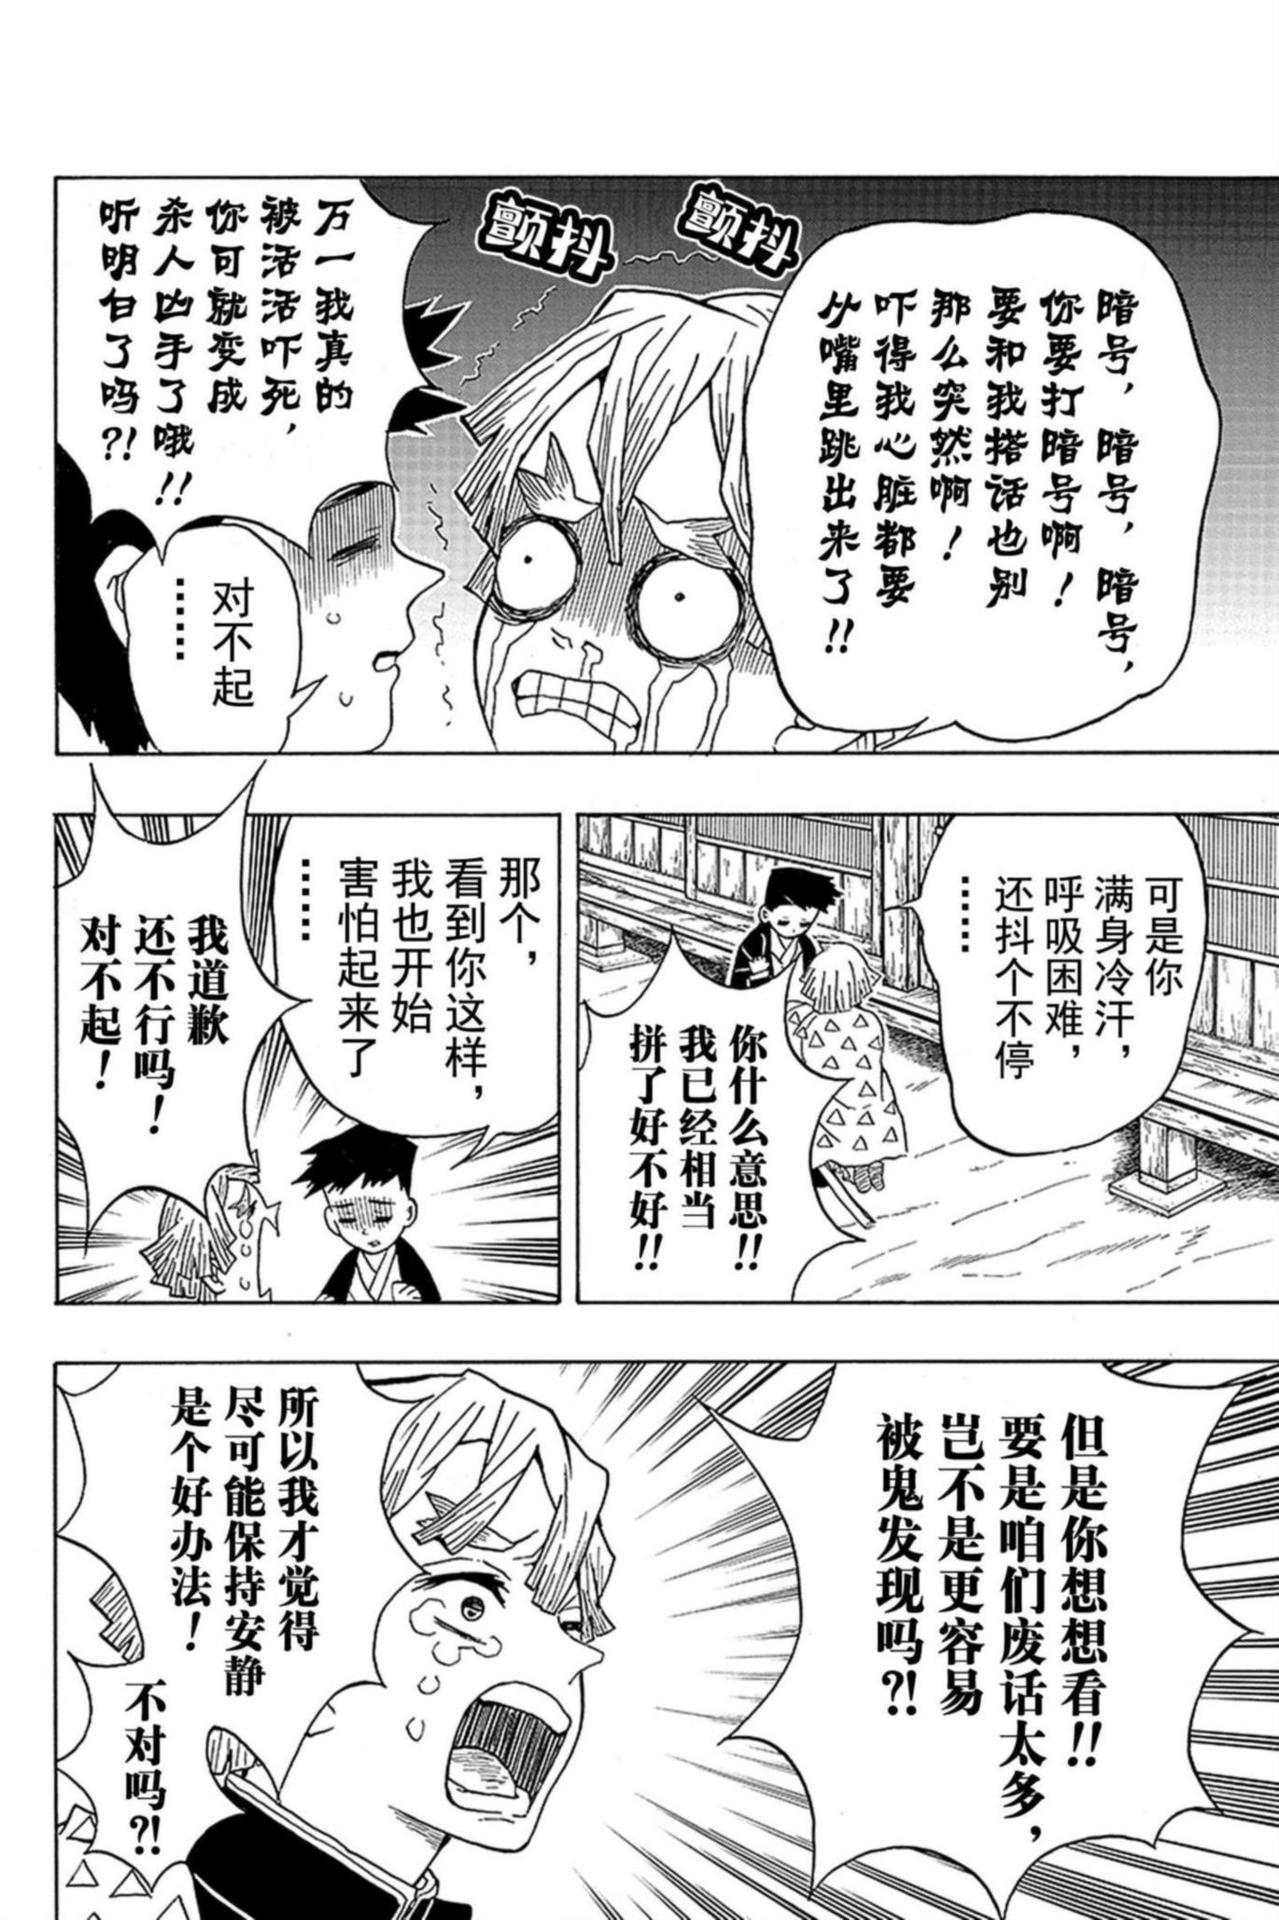 暗号，暗号，暗号，
你要打暗号啊！
要和我搭话也别
那么突然啊！
吓得我心脏都要
从嘴里跳出来了！！
颤抖
颤抖
万一我真的
被活活吓死，
你可就变成
杀人凶手了哦！！
听明白了吗？！
对不起
……
可是你
满身冷汗，
呼吸困难，
还抖个不停
……
你什么意思！！
我已经相当
拼了好不好！！
那个，
看到你这样，
我也开始
害怕起来了
……
我道歉
还不行吗！
对不起！
但是你想想看！！
要是咱们废话太多，
岂不是更容易
被鬼发现吗？！
所以我才觉得
尽可能保持安静
是个好办法！
不对吗？！